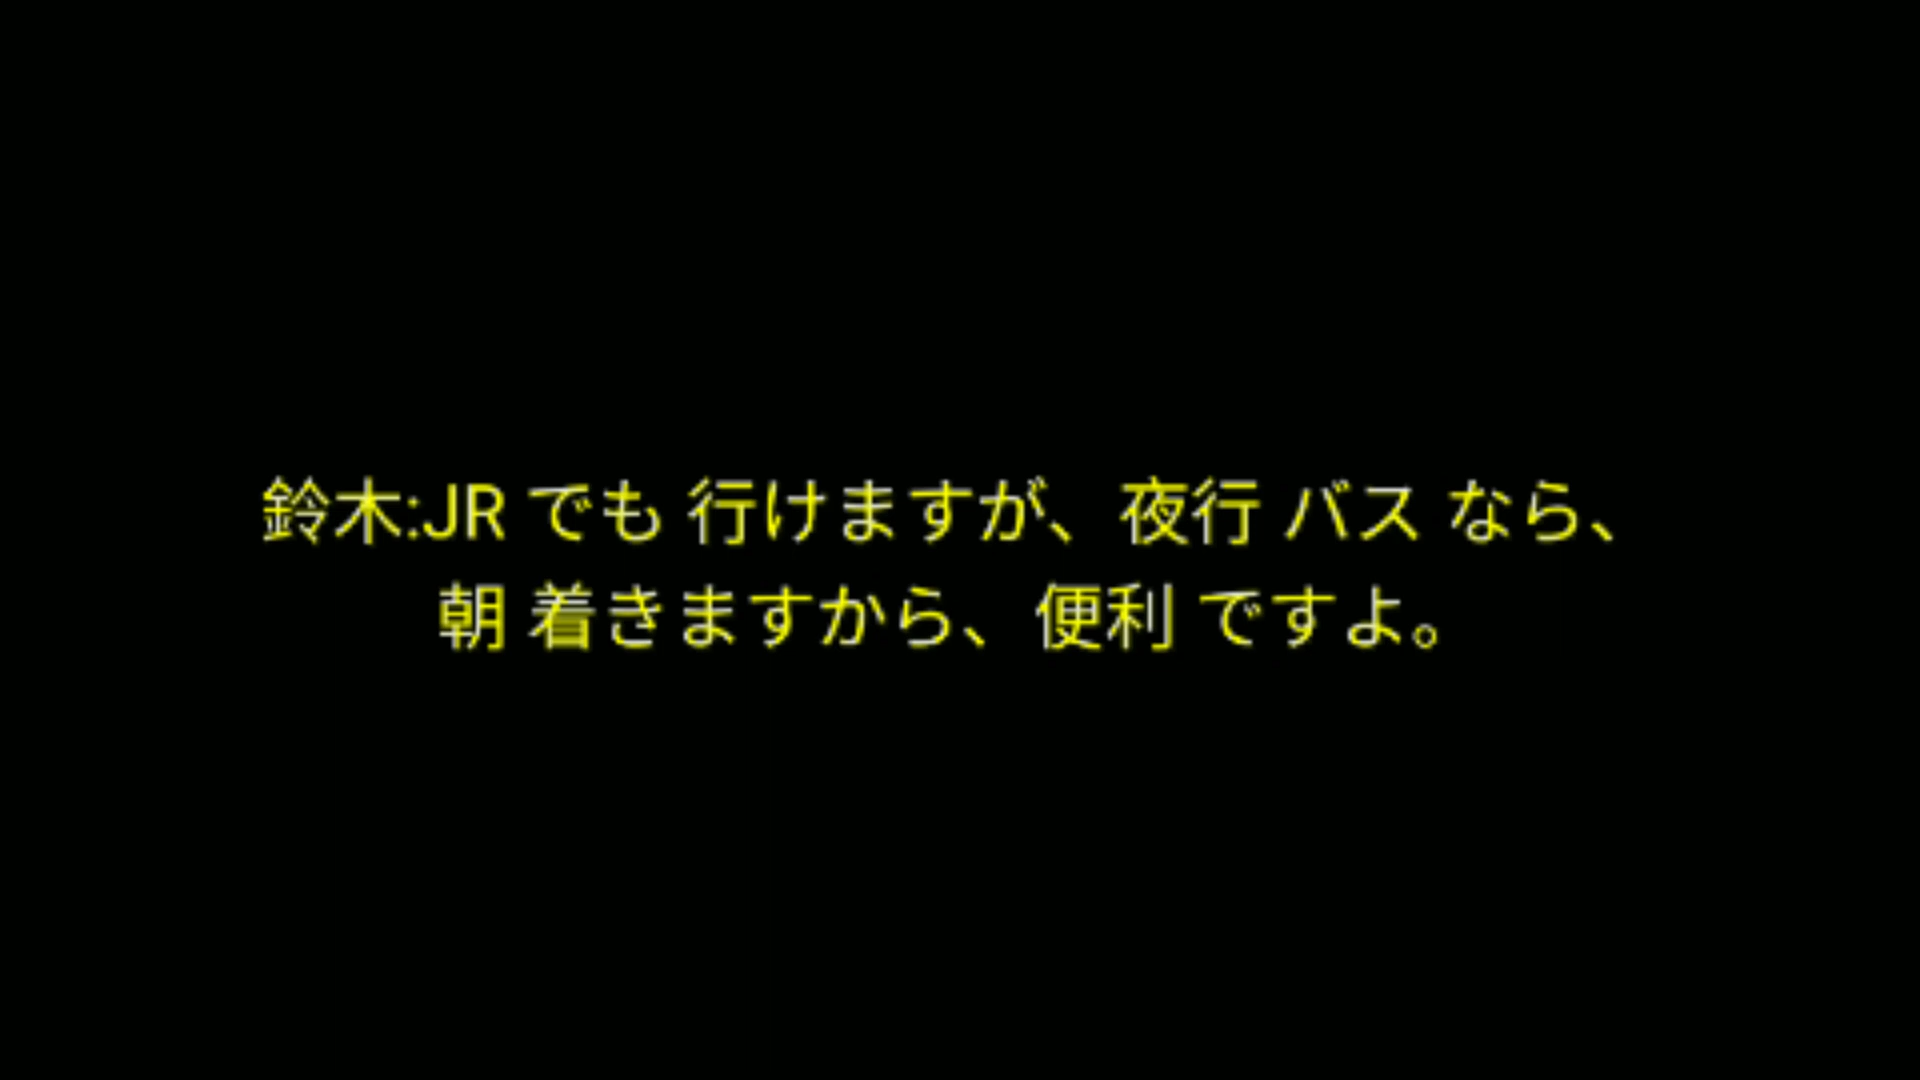 鈴木:JR でも 行けますが、夜行 バス なら、
朝 着きますから、便利 ですよ。